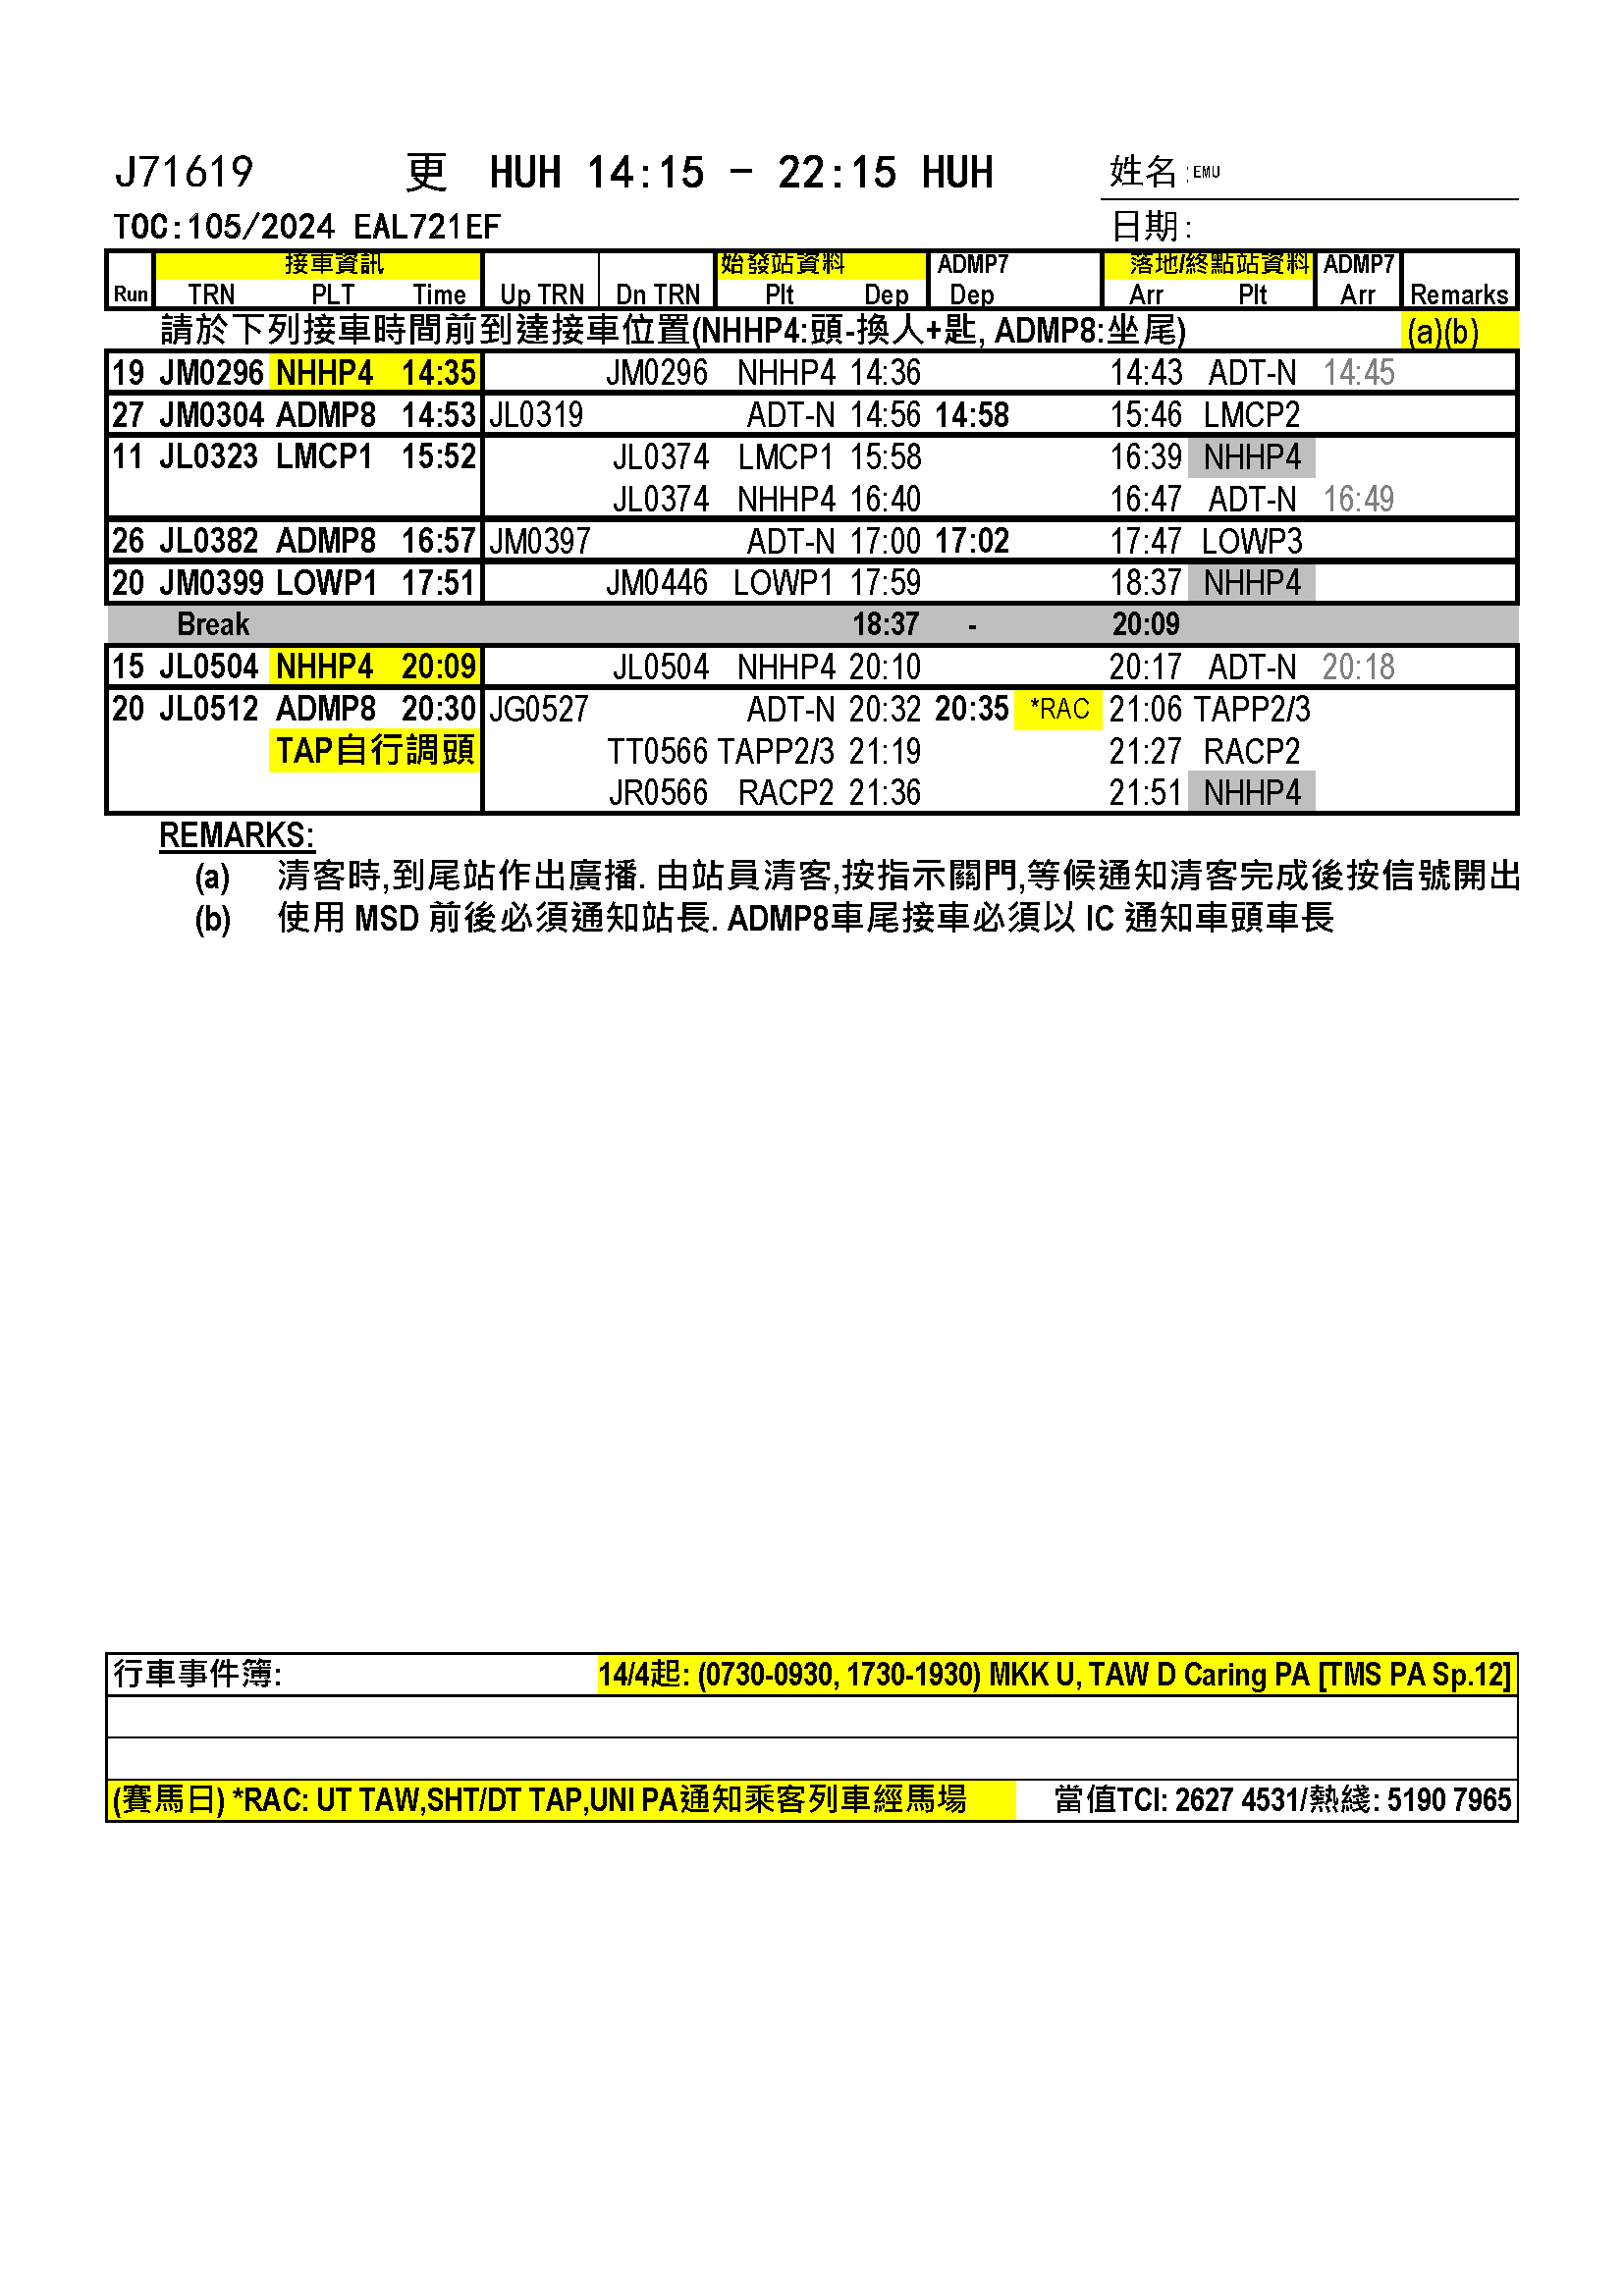 J71619 更 HUH 14:15 - 22:15 HUH 姓名:EMU
TOC:105/2024 EAL721EF 日期:
接車資訊 始發站資料 ADMP7 落地/終點站資料 ADMP7
Run TRN PLT Time Up TRN Dn TRN Plt Dep Dep Arr Plt Arr Remarks
請於下列接車時間前到達接車位置(NHHP4:頭-換人+匙, ADMP8:坐尾) (a)(b)
19 JM0296 NHHP4 14:35 JM0296 NHHP4 14:36 14:43 ADT-N 14:45
27 JM0304 ADMP8 14:53 JL0319 ADT-N 14:56 14:58 15:46 LMCP2
11 JL0323 LMCP1 15:52 JL0374 LMCP1 15:58 16:39 NHHP4
JL0374 NHHP4 16:40 16:47 ADT-N 16:49
26 JL0382 ADMP8 16:57 JM0397 ADT-N 17:00 17:02 17:47 LOWP3
20 JM0399 LOWP1 17:51 JM0446 LOWP1 17:59 18:37 NHHP4
Break 18:37 - 20:09
15 JL0504 NHHP4 20:09 JL0504 NHHP4 20:10 20:17 ADT-N 20:18
20 JL0512 ADMP8 20:30 JG0527 ADT-N 20:32 20:35 *RAC 21:06 TAPP2/3
TAP自行調頭 TT0566 TAPP2/3 21:19 21:27 RACP2
JR0566 RACP2 21:36 21:51 NHHP4
REMARKS:
(a) 清客時,到尾站作出廣播. 由站員清客,按指示關門,等候通知清客完成後按信號開出
(b) 使用 MSD 前後必須通知站長. ADMP8車尾接車必須以 IC 通知車頭車長
行車事件簿: 14/4起: (0730-0930, 1730-1930) MKK U, TAW D Caring PA [TMS PA Sp.12]
(賽馬日) *RAC: UT TAW,SHT/DT TAP,UNI PA通知乘客列車經馬場 當值TCI: 2627 4531/熱綫: 5190 7965